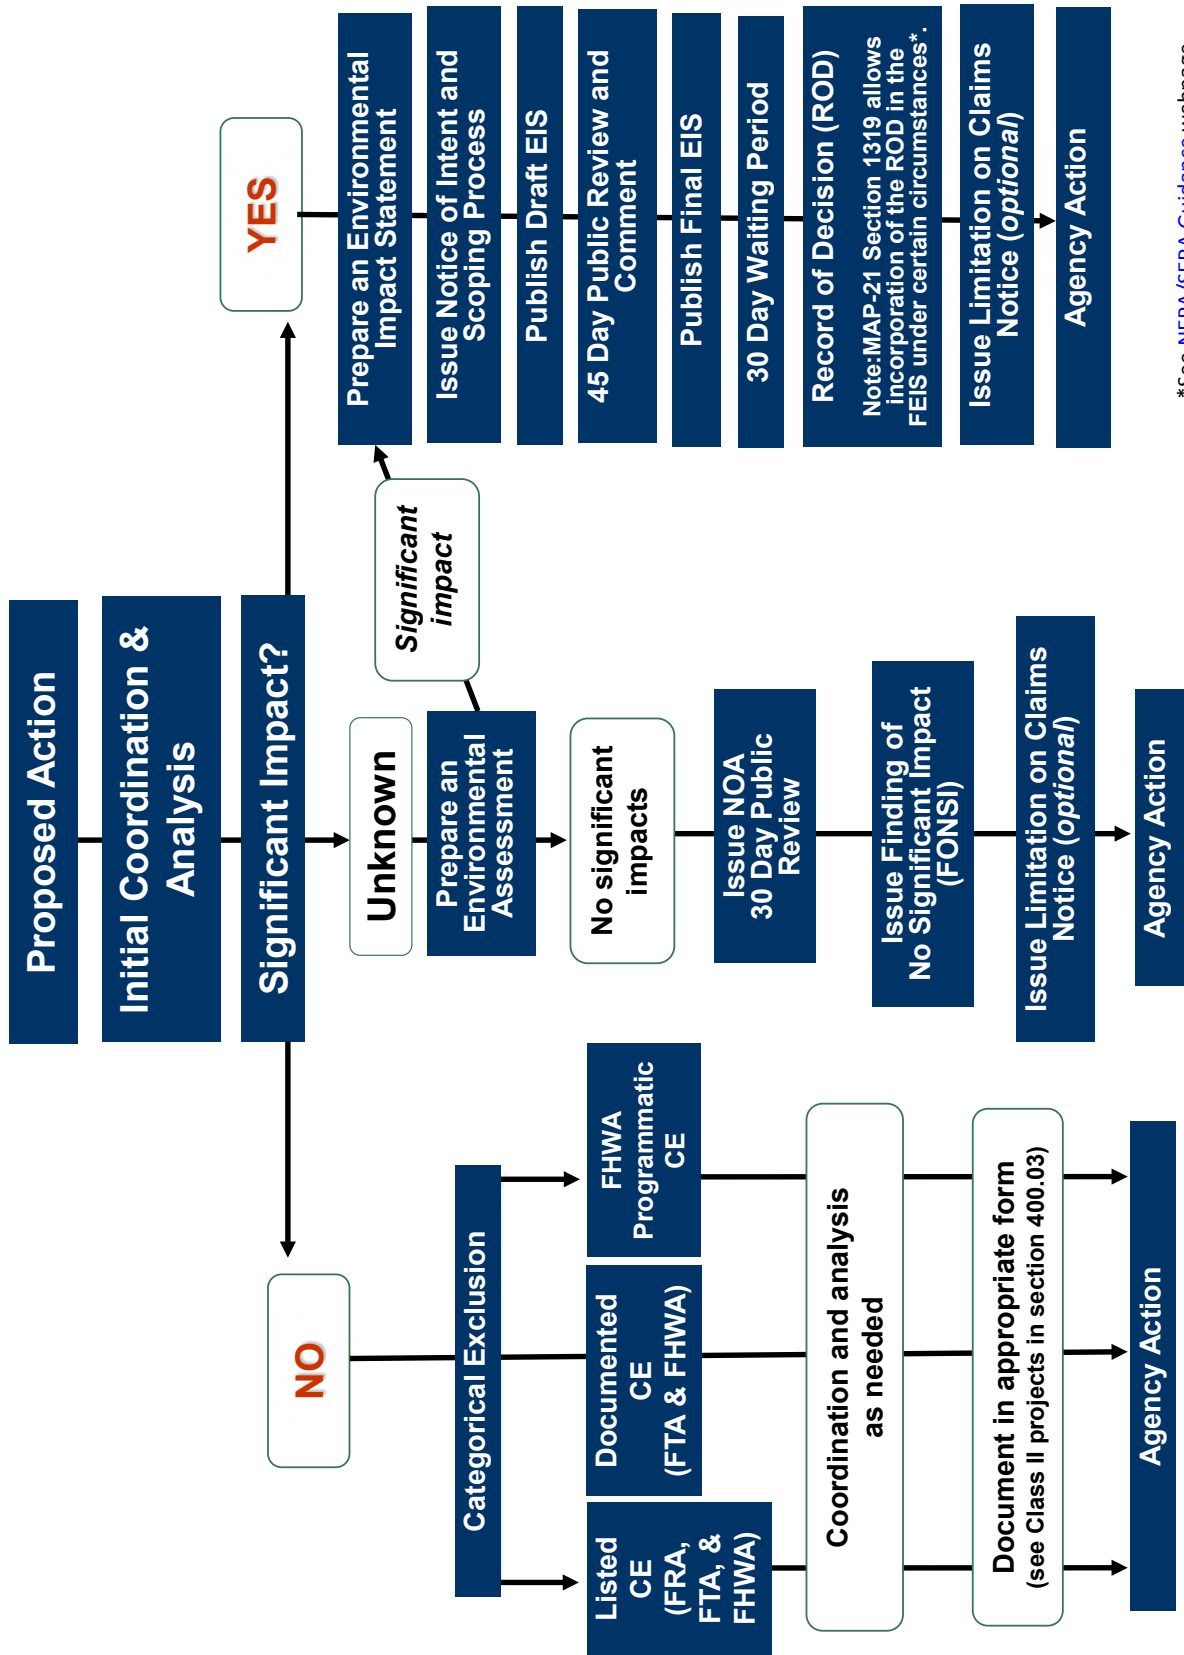 Proposed Action
Initial Coordination &
Analysis
Significant Impact?
NO
Categorical Exclusion
Listed
CE
(FRA,
FTA, &
FHWA)
Documented
CE
(FTA & FHWA)
FHWA
Programmatic
CE
Coordination and analysis
as needed
Document in appropriate form
(see Class II projects in section 400.03)
Agency Action
Unknown
Prepare an
Environmental
Assessment
Significant
impact
No significant
impacts
Issue NOA
30 Day Public
Review
Issue Finding of
No Significant Impact
(FONSI)
Issue Limitation on Claims
Notice (optional)
Agency Action
YES
Prepare an Environmental
Impact Statement
Issue Notice of Intent and
Scoping Process
Publish Draft EIS
45 Day Public Review and
Comment
Publish Final EIS
30 Day Waiting Period
Record of Decision (ROD)
Note:MAP-21 Section 1319 allows
incorporation of the ROD in the
FEIS under certain circumstances*.
Issue Limitation on Claims
Notice (optional)
Agency Action
*See NEPA/SEPA Guidance webpage